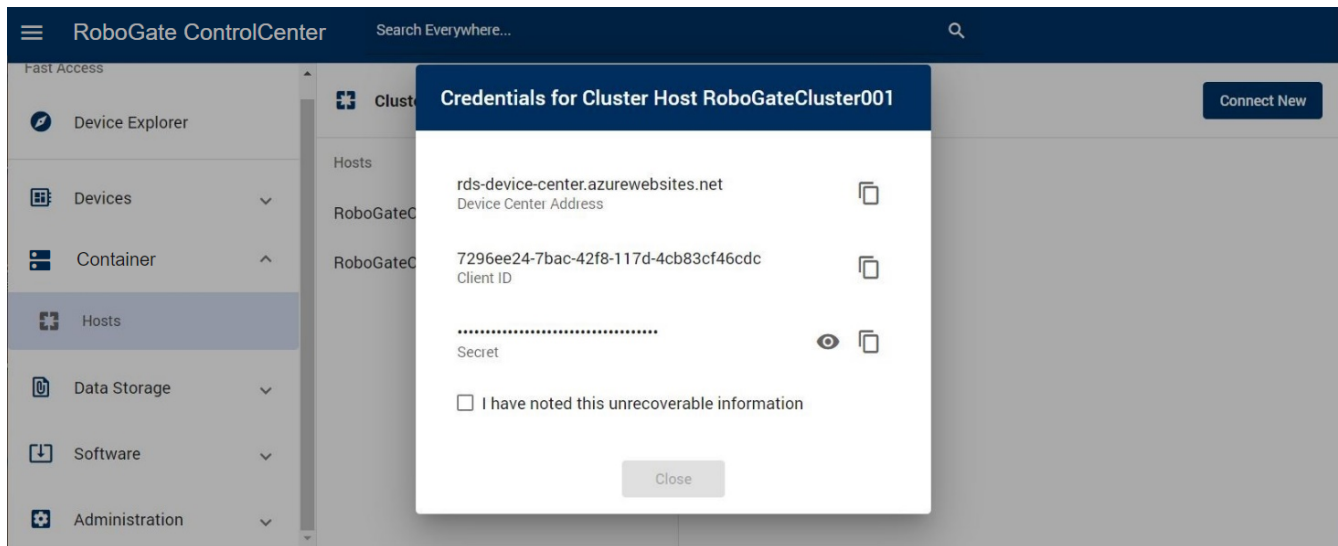 RoboGate ControlCenter
Search Everywhere...
Fast Access
Device Explorer
Devices
Container
Hosts
Data Storage
Software
Administration
Clust
Connect New
Hosts
RoboGateC
RoboGateC
Credentials for Cluster Host RoboGateCluster001
rds-device-center.azurewebsites.net
Device Center Address
7296ee24-7bac-42f8-117d-4cb83cf46cdc
Client ID
••••••••••••••••••••••••••••••••••••
Secret
I have noted this unrecoverable information
Close